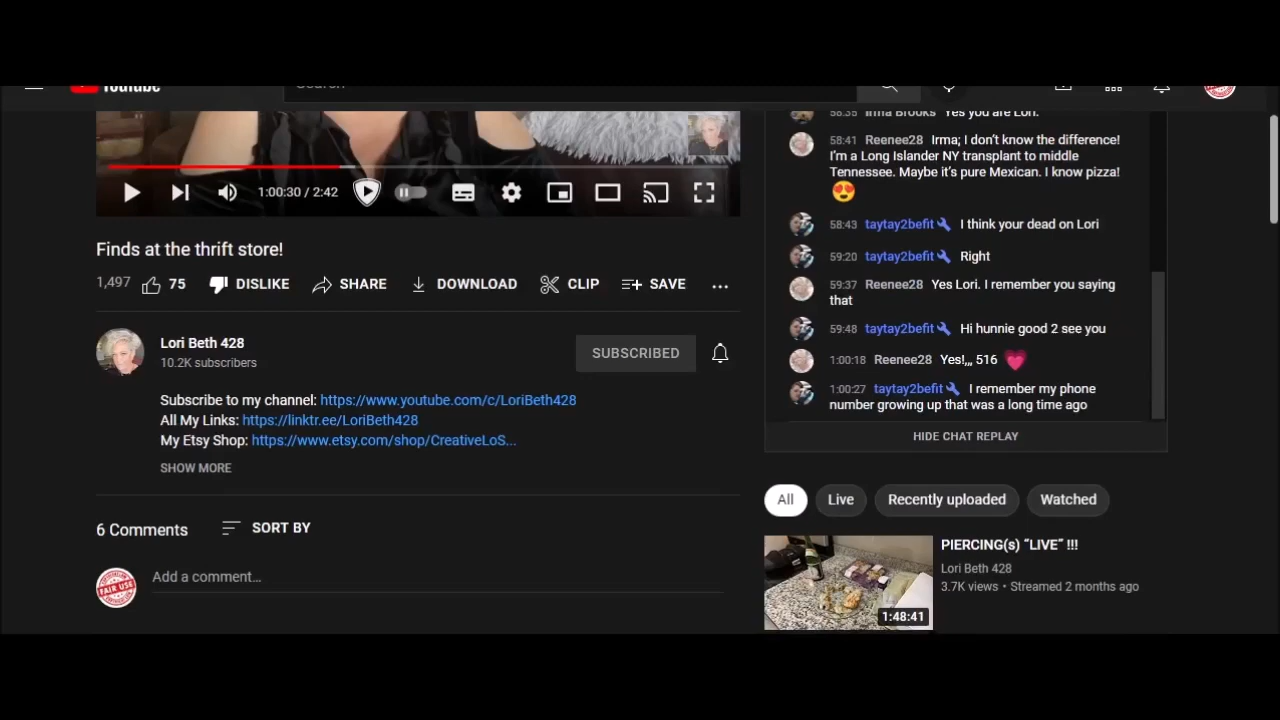 YouTube
Search
58:35 Irma Brooks Yes you are Lori.
58:41 Reenee28 Irma; I don't know the difference!
I'm a Long Islander NY transplant to middle
Tennessee. Maybe it's pure Mexican. I know pizza!
58:43 taytay2befit I think your dead on Lori
59:20 taytay2befit Right
59:37 Reenee28 Yes Lori. I remember you saying
that
59:48 taytay2befit Hi hunnie good 2 see you
1:00:18 Reenee28 Yes!,,, 516
1:00:27 taytay2befit I remember my phone
number growing up that was a long time ago
HIDE CHAT REPLAY
1:00:30 / 2:42
Finds at the thrift store!
1,497 75 DISLIKE SHARE DOWNLOAD CLIP SAVE
Lori Beth 428
10.2K subscribers
SUBSCRIBED
Subscribe to my channel: https://www.youtube.com/c/LoriBeth428
All My Links: https://linktr.ee/LoriBeth428
My Etsy Shop: https://www.etsy.com/shop/CreativeLoS...
SHOW MORE
6 Comments SORT BY
FAIR USE
Add a comment...
All Live Recently uploaded Watched
PIERCING(s) “LIVE” !!!
Lori Beth 428
3.7K views • Streamed 2 months ago
1:48:41